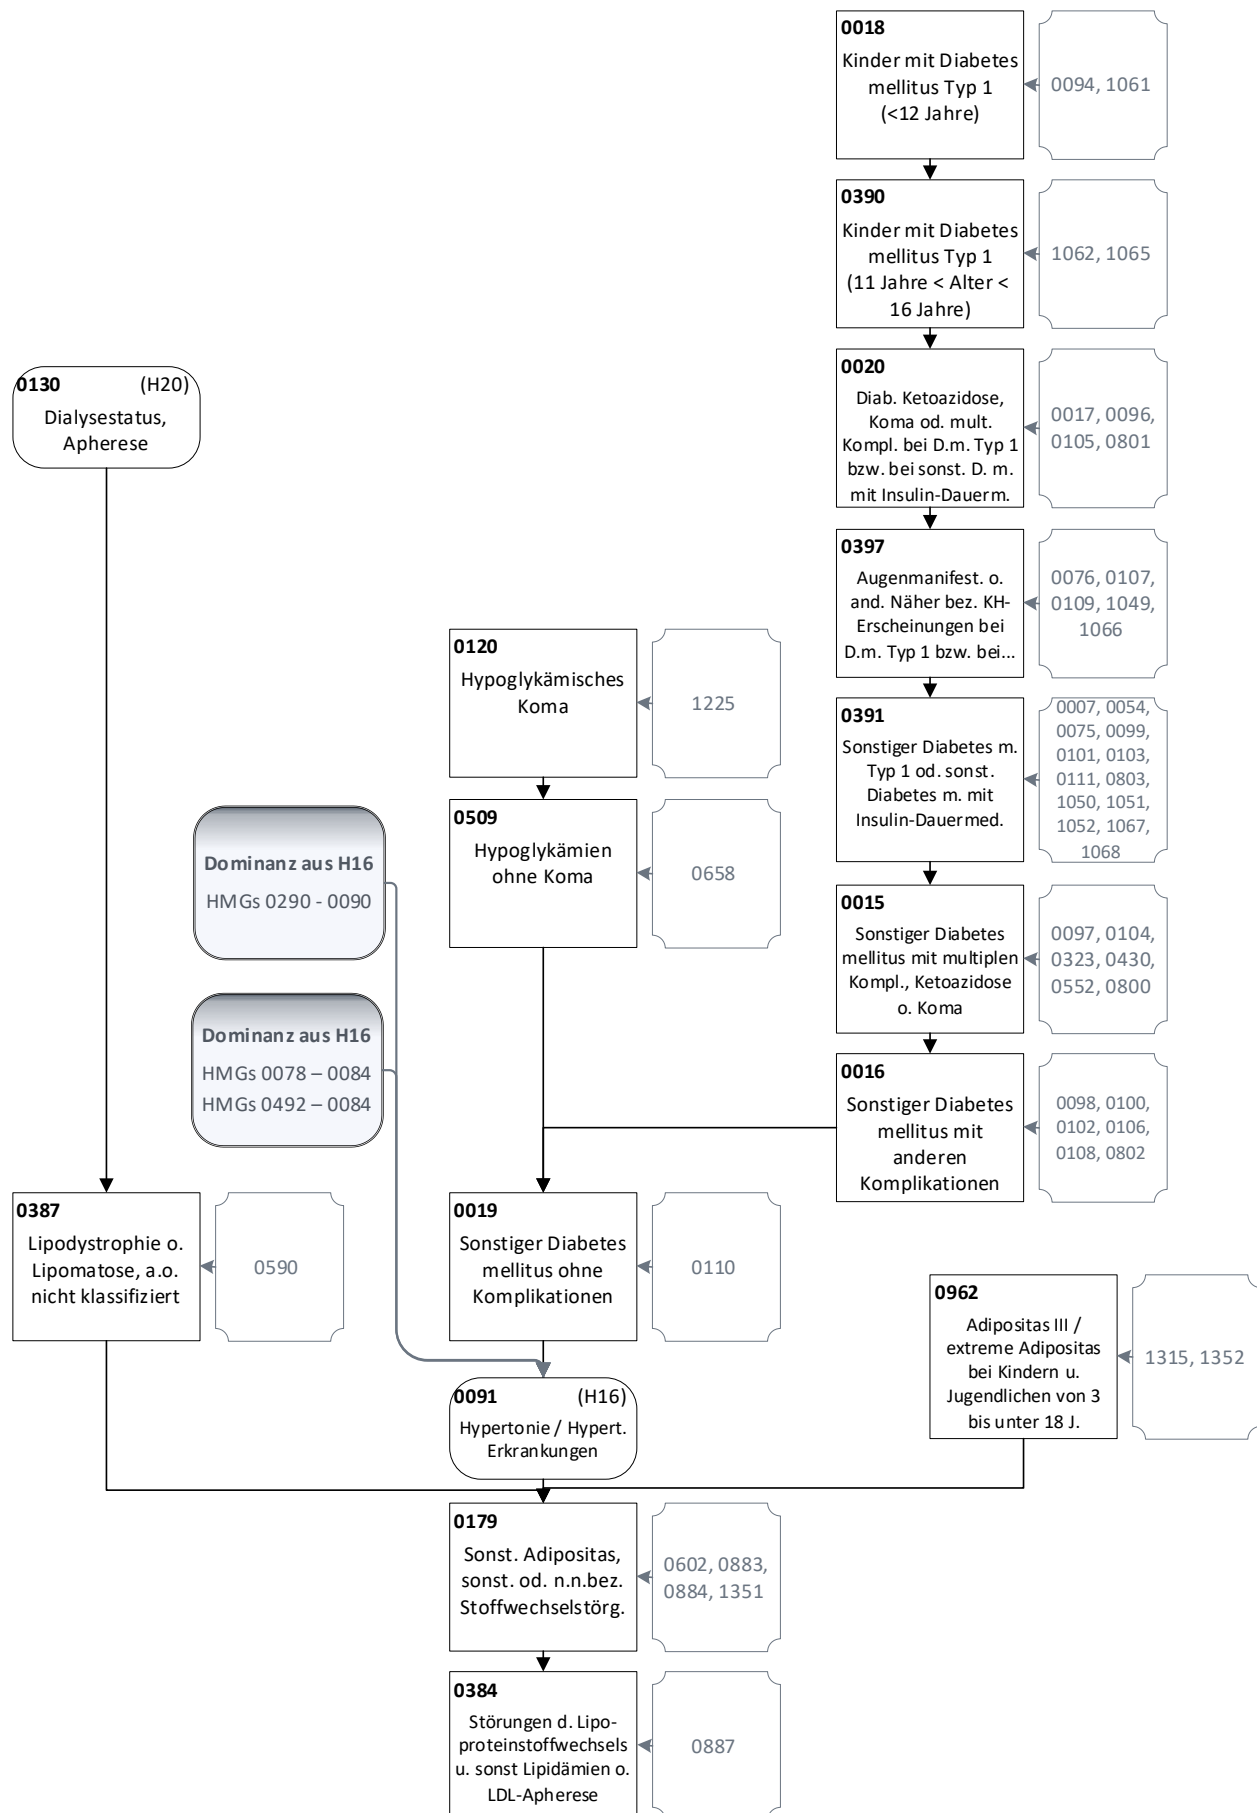 0018
Kinder mit Diabetes
mellitus Typ 1
(<12 Jahre)
0094, 1061
0390
Kinder mit Diabetes
mellitus Typ 1
(11 Jahre < Alter <
16 Jahre)
1062, 1065
0020
Diab. Ketoazidose,
Koma od. mult.
Kompl. bei D.m. Typ 1
bzw. bei sonst. D. m.
mit Insulin-Dauerm.
0017, 0096,
0105, 0801
0130 (H20)
Dialysestatus,
Apherese
0397
Augenmanifest. o.
and. Näher bez. KH-
Erscheinungen bei
D.m. Typ 1 bzw. bei...
0076, 0107,
0109, 1049,
1066
0120
Hypoglykämisches
Koma
1225
0391
Sonstiger Diabetes m.
Typ 1 od. sonst.
Diabetes m. mit
Insulin-Dauermed.
0007, 0054,
0075, 0099,
0101, 0103,
0111, 0803,
1050, 1051,
1052, 1067,
1068
0509
Hypoglykämien
ohne Koma
0658
Dominanz aus H16
HMGs 0290 - 0090
0015
Sonstiger Diabetes
mellitus mit multiplen
Kompl., Ketoazidose
o. Koma
0097, 0104,
0323, 0430,
0552, 0800
Dominanz aus H16
HMGs 0078 – 0084
HMGs 0492 – 0084
0016
Sonstiger Diabetes
mellitus mit
anderen
Komplikationen
0098, 0100,
0102, 0106,
0108, 0802
0387
Lipodystrophie o.
Lipomatose, a.o.
nicht klassifiziert
0590
0019
Sonstiger Diabetes
mellitus ohne
Komplikationen
0110
0962
Adipositas III /
extreme Adipositas
bei Kindern u.
Jugendlichen von 3
bis unter 18 J.
1315, 1352
0091 (H16)
Hypertonie / Hypert.
Erkrankungen
0179
Sonst. Adipositas,
sonst. od. n.n.bez.
Stoffwechselstörg.
0602, 0883,
0884, 1351
0384
Störungen d. Lipo-
proteinstoffwechsels
u. sonst Lipidämien o.
LDL-Apherese
0887